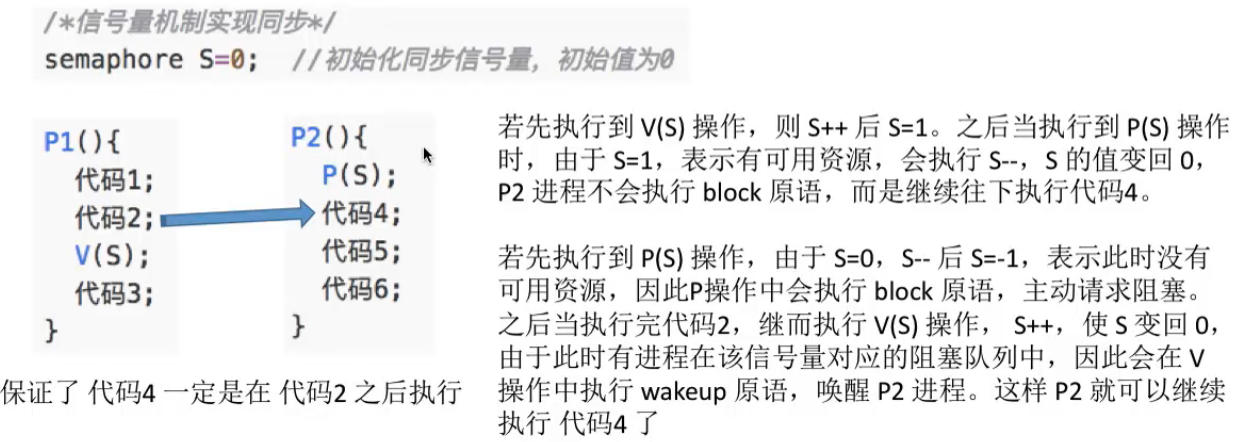 /*信号量机制实现同步*/
semaphore S=0;  //初始化同步信号量，初始值为0
P1(){
代码1;
代码2;
V(S);
代码3;
}
P2(){
P(S);
代码4;
代码5;
代码6;
}
保证了 代码4 一定是在 代码2 之后执行
若先执行到 V(S) 操作，则 S++ 后 S=1。之后当执行到 P(S) 操作
时，由于 S=1，表示有可用资源，会执行 S--，S 的值变回 0，
P2 进程不会执行 block 原语，而是继续往下执行代码4。
若先执行到 P(S) 操作，由于 S=0，S-- 后 S=-1，表示此时没有
可用资源，因此P操作中会执行 block 原语，主动请求阻塞。
之后当执行完代码2，继而执行 V(S) 操作， S++，使 S 变回 0，
由于此时有进程在该信号量对应的阻塞队列中，因此会在 V
操作中执行 wakeup 原语，唤醒 P2 进程。这样 P2 就可以继续
执行 代码4 了